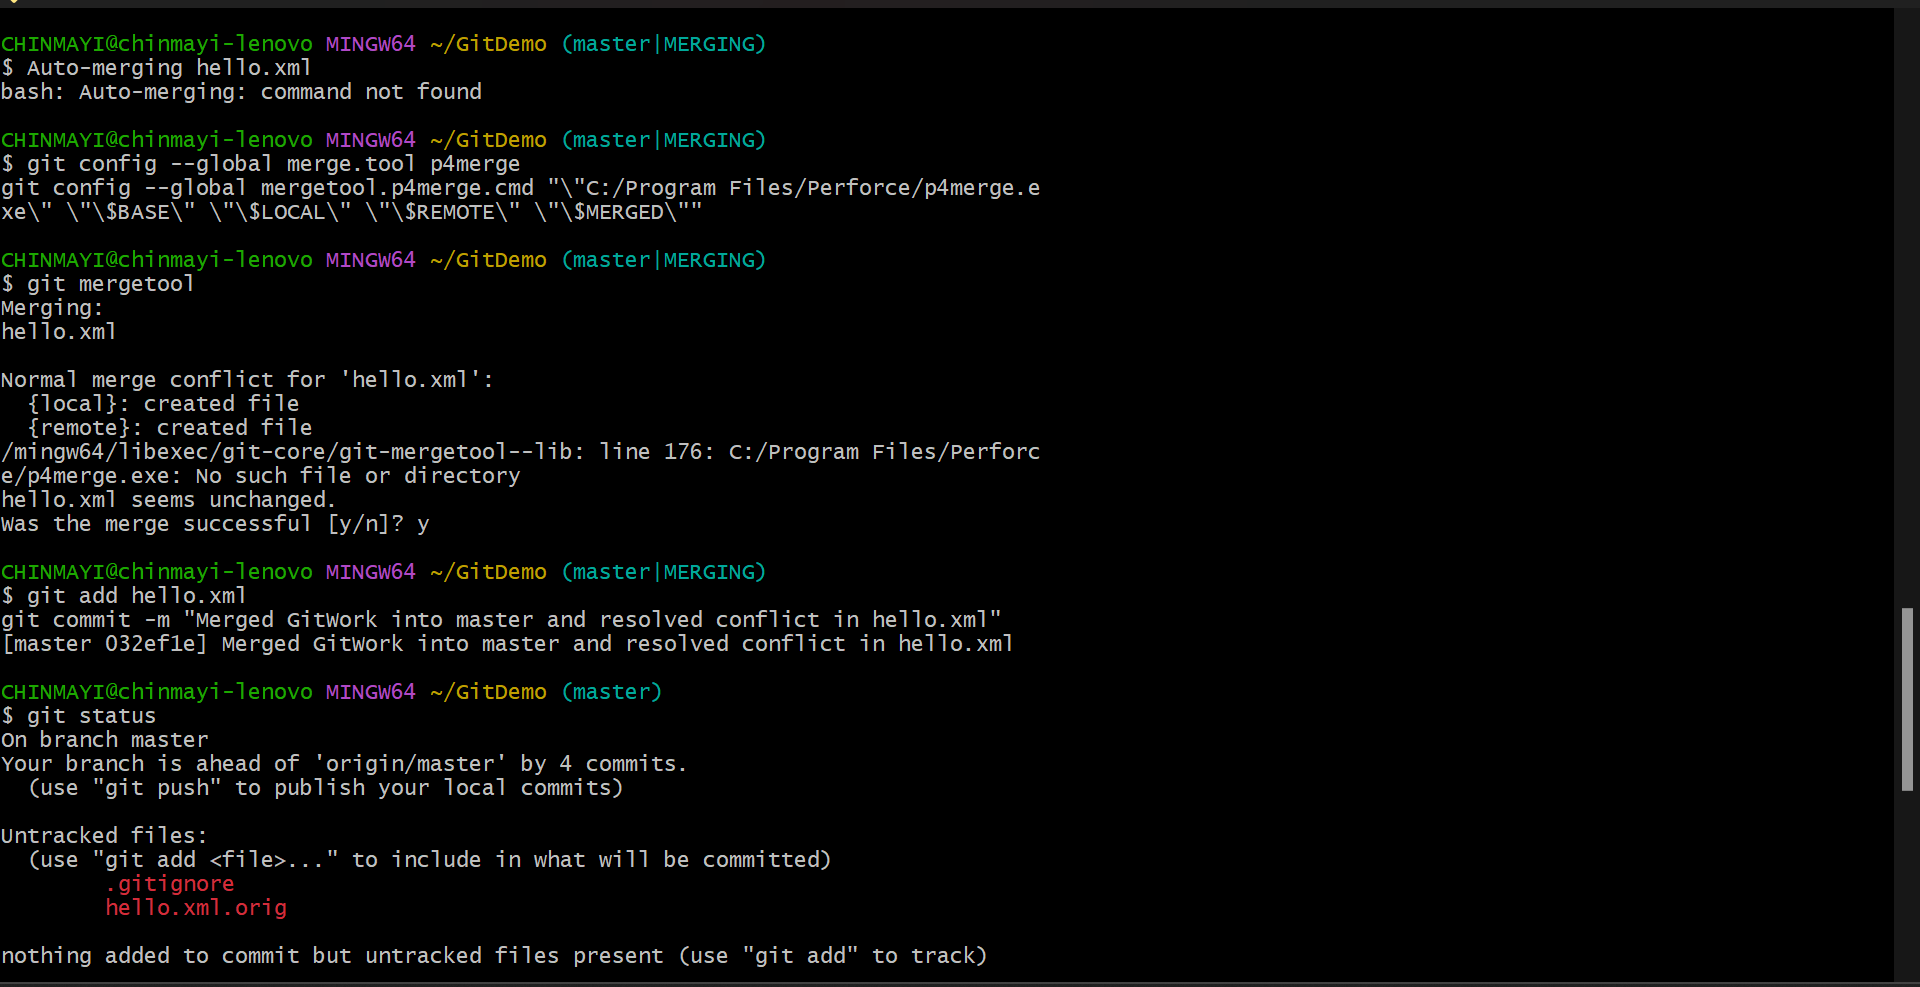 CHINMAYI@chinmayi-lenovo MINGW64 ~/GitDemo (master|MERGING)
$ Auto-merging hello.xml
bash: Auto-merging: command not found
CHINMAYI@chinmayi-lenovo MINGW64 ~/GitDemo (master|MERGING)
$ git config --global merge.tool p4merge
git config --global mergetool.p4merge.cmd "\"C:/Program Files/Perforce/p4merge.e
xe\" \"\$BASE\" \"\$LOCAL\" \"\$REMOTE\" \"\$MERGED\""
CHINMAYI@chinmayi-lenovo MINGW64 ~/GitDemo (master|MERGING)
$ git mergetool
Merging:
hello.xml
Normal merge conflict for 'hello.xml':
  {local}: created file
  {remote}: created file
/mingw64/libexec/git-core/git-mergetool--lib: line 176: C:/Program Files/Perforc
e/p4merge.exe: No such file or directory
hello.xml seems unchanged.
Was the merge successful [y/n]? y
CHINMAYI@chinmayi-lenovo MINGW64 ~/GitDemo (master|MERGING)
$ git add hello.xml
git commit -m "Merged GitWork into master and resolved conflict in hello.xml"
[master 032ef1e] Merged GitWork into master and resolved conflict in hello.xml
CHINMAYI@chinmayi-lenovo MINGW64 ~/GitDemo (master)
$ git status
On branch master
Your branch is ahead of 'origin/master' by 4 commits.
  (use "git push" to publish your local commits)
Untracked files:
  (use "git add <file>..." to include in what will be committed)
        .gitignore
        hello.xml.orig
nothing added to commit but untracked files present (use "git add" to track)